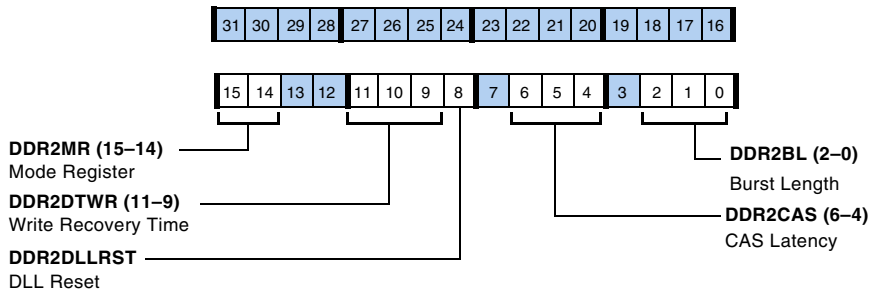 31 30 29 28 27 26 25 24 23 22 21 20 19 18 17 16
15 14 13 12 11 10 9 8 7 6 5 4 3 2 1 0
DDR2MR (15–14)
Mode Register
DDR2DTWR (11–9)
Write Recovery Time
DDR2DLLRST
DLL Reset
DDR2BL (2–0)
Burst Length
DDR2CAS (6–4)
CAS Latency